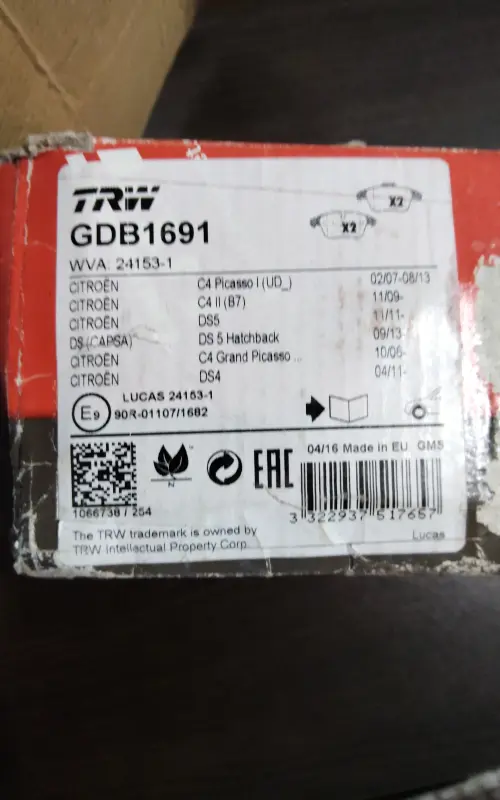 TRW
X2
X2
GDB1691
WVA 24153-1
CITROËN C4 Picasso I (UD_) 02/07-08/13
CITROËN C4 II (B7) 11/09-
CITROËN DS5 11/11-
DS (CAPSA) DS 5 Hatchback 09/13-
CITROËN C4 Grand Picasso ... 10/06-
CITROËN DS4 04/11-
LUCAS 24153-1
E9 90R-01107/1682
04/16 Made in EU GMS
N
EAC
1066738 / 254
3 322937 517657
The TRW trademark is owned by
TRW Intellectual Property Corp.
Lucas